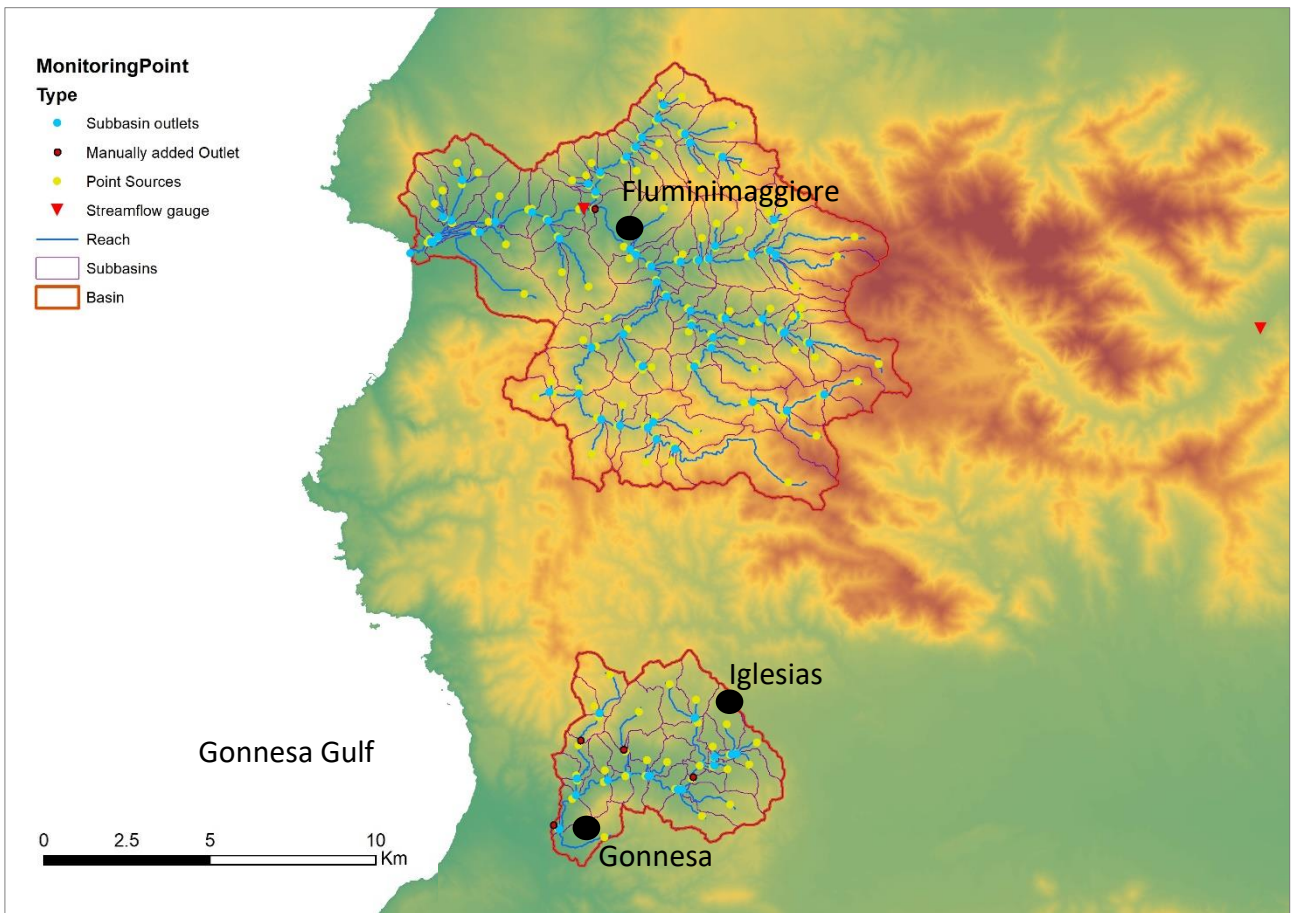 MonitoringPoint
Type
Subbasin outlets
Manually added Outlet
Point Sources
Streamflow gauge
Reach
Subbasins
Basin
Fluminimaggiore
Iglesias
Gonnesa Gulf
Gonnesa
0 2.5 5 10
Km